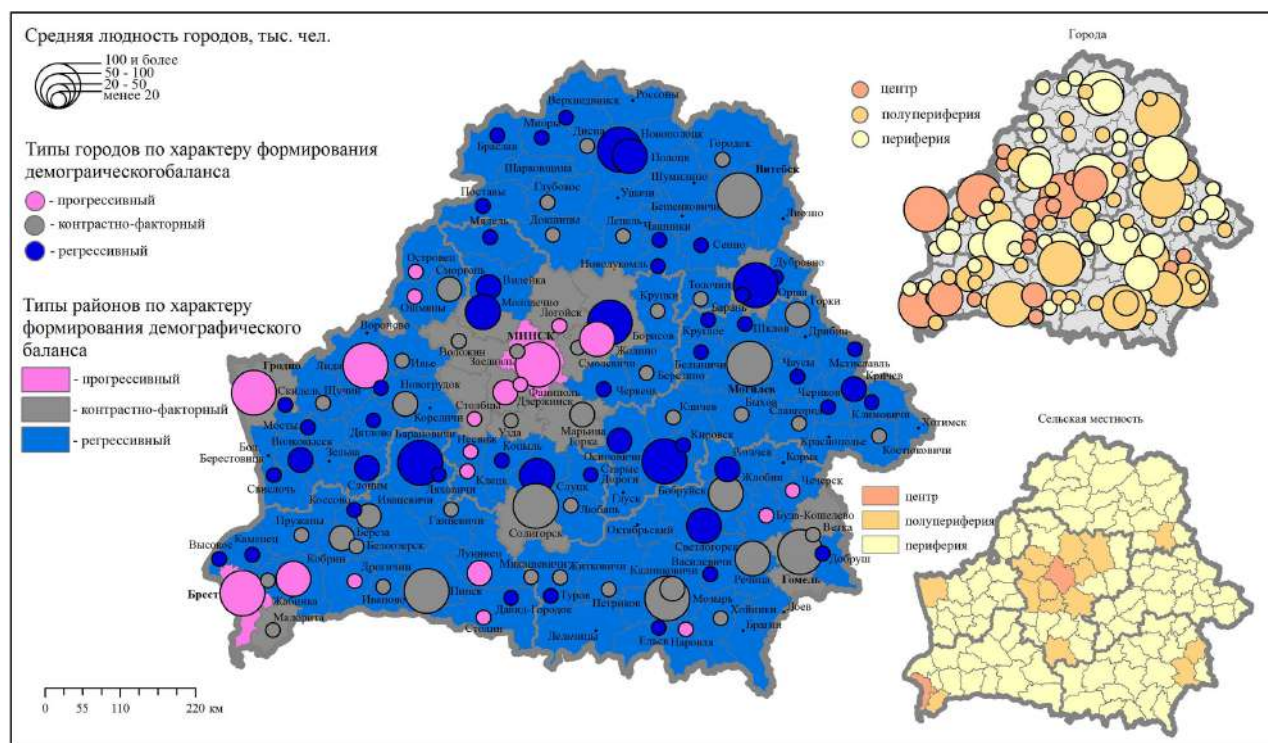 Средняя людность городов, тыс. чел.
100 и более
50 - 100
20 - 50
менее 20
Типы городов по характеру формирования
демограического баланса
- прогрессивный
- контрастно-факторный
- регрессивный
Типы районов по характеру
формирования демографического
баланса
- прогрессивный
- контрастно-факторный
- регрессивный
0 55 110 220 км
Верхнедвинск
Россоны
Миоры
Дисна
Новополоцк
Браслав
Полоцк
Городок
Шарковщина
Шумилино
Витебск
Глубокое
Ушачи
Поставы
Бешенковичи
Лиозно
Мядель
Докшицы
Лепель
Чашники
Сенно
Островец
Новолукомль
Дубровно
Сморгонь
Вилейка
Толочин
Орша
Ошмяны
Молодечно
Крупки
Барань
Горки
Логойск
Круглое
Шклов
Дрибин
Вороново
МИНСК
Борисов
Воложин
Жодино
Заславль
Смолевичи
Белыничи
Мстиславль
Гродно
Лида
Ивье
Чаусы
Кричев
Скидель
Щучин
Новогрудок
Фаниполь
Червень
Березино
Могилев
Чериков
Дзержинск
Столбцы
Климовичи
Мосты
Кореличи
Марьина
Горка
Кличев
Быхов
Славгород
Узда
Хотимск
Дятлово
Барановичи
Несвиж
Копыль
Осиповичи
Кировск
Краснополье
Костюковичи
Бол.
Берестовица
Волковыск
Зельва
Старые
Дороги
Рогачев
Корма
Свислочь
Слоним
Ляховичи
Клецк
Слуцк
Бобруйск
Жлобин
Чечерск
Коссово
Ивацевичи
Глуск
Ганцевичи
Любань
Буда-Кошелево
Пружаны
Береза
Солигорск
Октябрьский
Ветка
Высокое
Каменец
Белоозерск
Светлогорск
Кобрин
Лунинец
Василевичи
Добруш
Дрогичин
Микашевичи
Житковичи
Калинковичи
Речица
Гомель
Брест
Жабинка
Иваново
Пинск
Петриков
Мозырь
Туров
Хойники
Лоев
Малорита
Давид-Городок
Столин
Лельчицы
Ельск
Наровля
Брагин
Города
центр
полупериферия
периферия
Сельская местность
центр
полупериферия
периферия